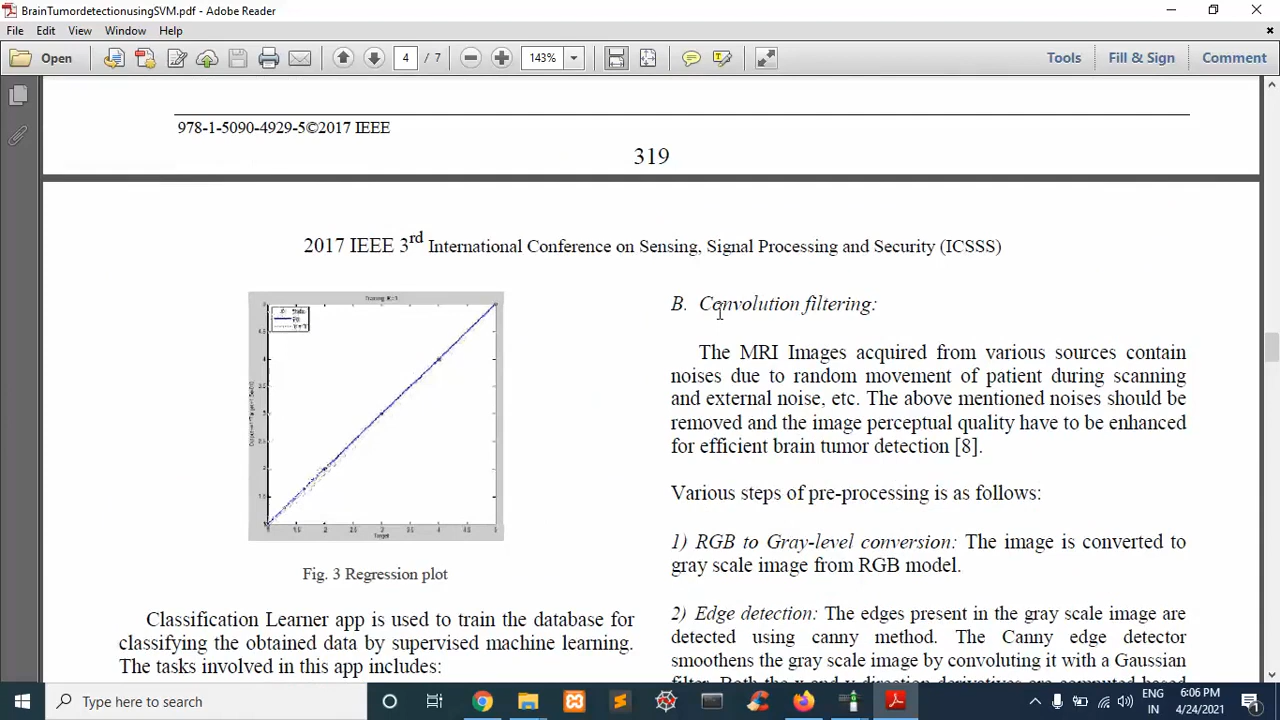 BrainTumordetectionusingSVM.pdf - Adobe Reader
File Edit View Window Help
Open
4 / 7
143%
Tools Fill & Sign Comment
978-1-5090-4929-5©2017 IEEE
319
2017 IEEE 3rd International Conference on Sensing, Signal Processing and Security (ICSSS)
Fig. 3 Regression plot
Classification Learner app is used to train the database for
classifying the obtained data by supervised machine learning.
The tasks involved in this app includes:
B. Convolution filtering:
The MRI Images acquired from various sources contain
noises due to random movement of patient during scanning
and external noise, etc. The above mentioned noises should be
removed and the image perceptual quality have to be enhanced
for efficient brain tumor detection [8].
Various steps of pre-processing is as follows:
1) RGB to Gray-level conversion: The image is converted to
gray scale image from RGB model.
2) Edge detection: The edges present in the gray scale image are
detected using canny method. The Canny edge detector
smoothens the gray scale image by convoluting it with a Gaussian
Type here to search
ENG
IN
6:06 PM
4/24/2021